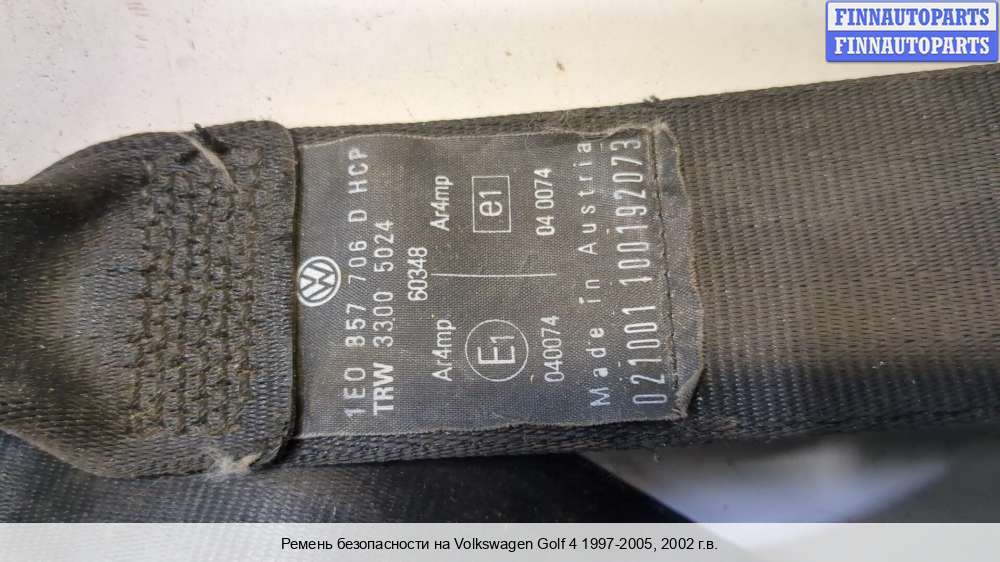 FINNAUTOPARTS
FINNAUTOPARTS
1E0 857 706 D HCP
TRW 3300 5024
60348
Ar4mp
Ar4mp
E1
e1
040074
04 0074
Made in Austria
021001 100192073
Ремень безопасности на Volkswagen Golf 4 1997-2005, 2002 г.в.